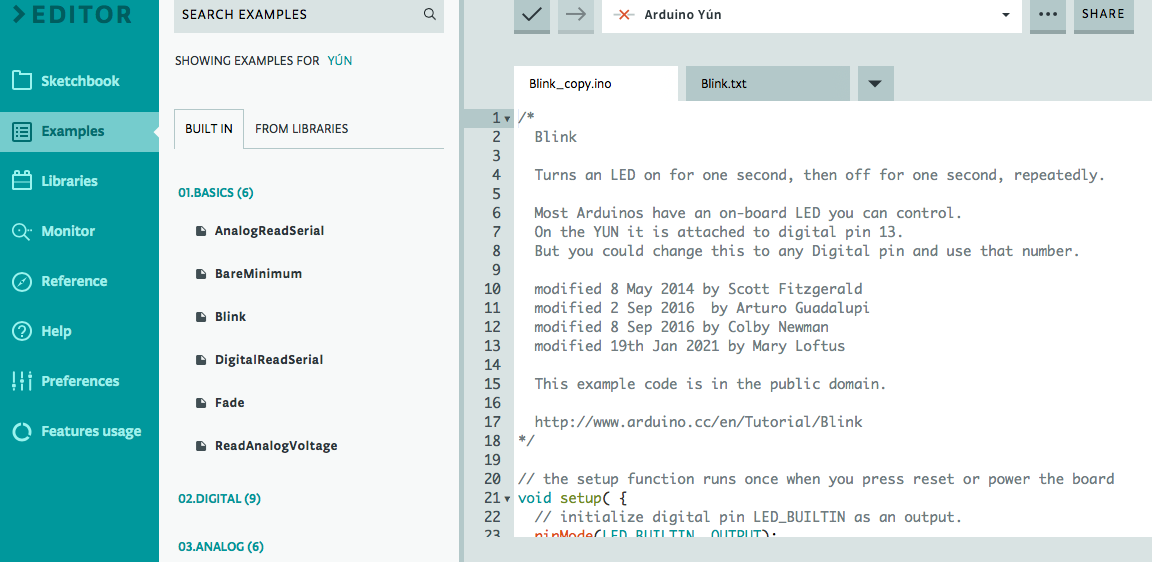 EDITOR
Sketchbook
Examples
Libraries
Monitor
Reference
Help
Preferences
Features usage
SEARCH EXAMPLES
SHOWING EXAMPLES FOR YÚN
BUILT IN FROM LIBRARIES
01.BASICS (6)
AnalogReadSerial
BareMinimum
Blink
DigitalReadSerial
Fade
ReadAnalogVoltage
02.DIGITAL (9)
03.ANALOG (6)
Arduino Yún
SHARE
Blink_copy.ino Blink.txt
1 /*
2 Blink
3
4 Turns an LED on for one second, then off for one second, repeatedly.
5
6 Most Arduinos have an on-board LED you can control.
7 On the YUN it is attached to digital pin 13.
8 But you could change this to any Digital pin and use that number.
9
10 modified 8 May 2014 by Scott Fitzgerald
11 modified 2 Sep 2016  by Arturo Guadalupi
12 modified 8 Sep 2016 by Colby Newman
13 modified 19th Jan 2021 by Mary Loftus
14
15 This example code is in the public domain.
16
17 http://www.arduino.cc/en/Tutorial/Blink
18 */
19
20 // the setup function runs once when you press reset or power the board
21 void setup( {
22 // initialize digital pin LED_BUILTIN as an output.
23 pinMode(LED_BUILTIN, OUTPUT);